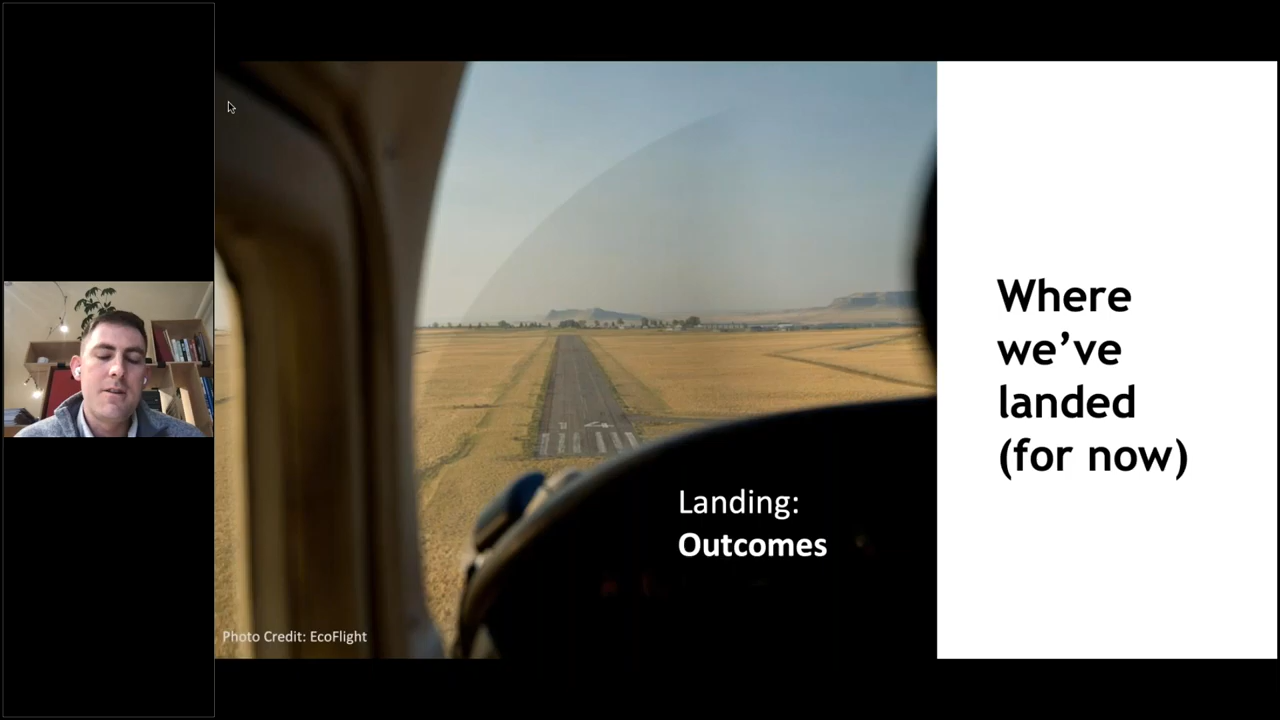 Where
we’ve
landed
(for now)
Landing:
Outcomes
Photo Credit: EcoFlight